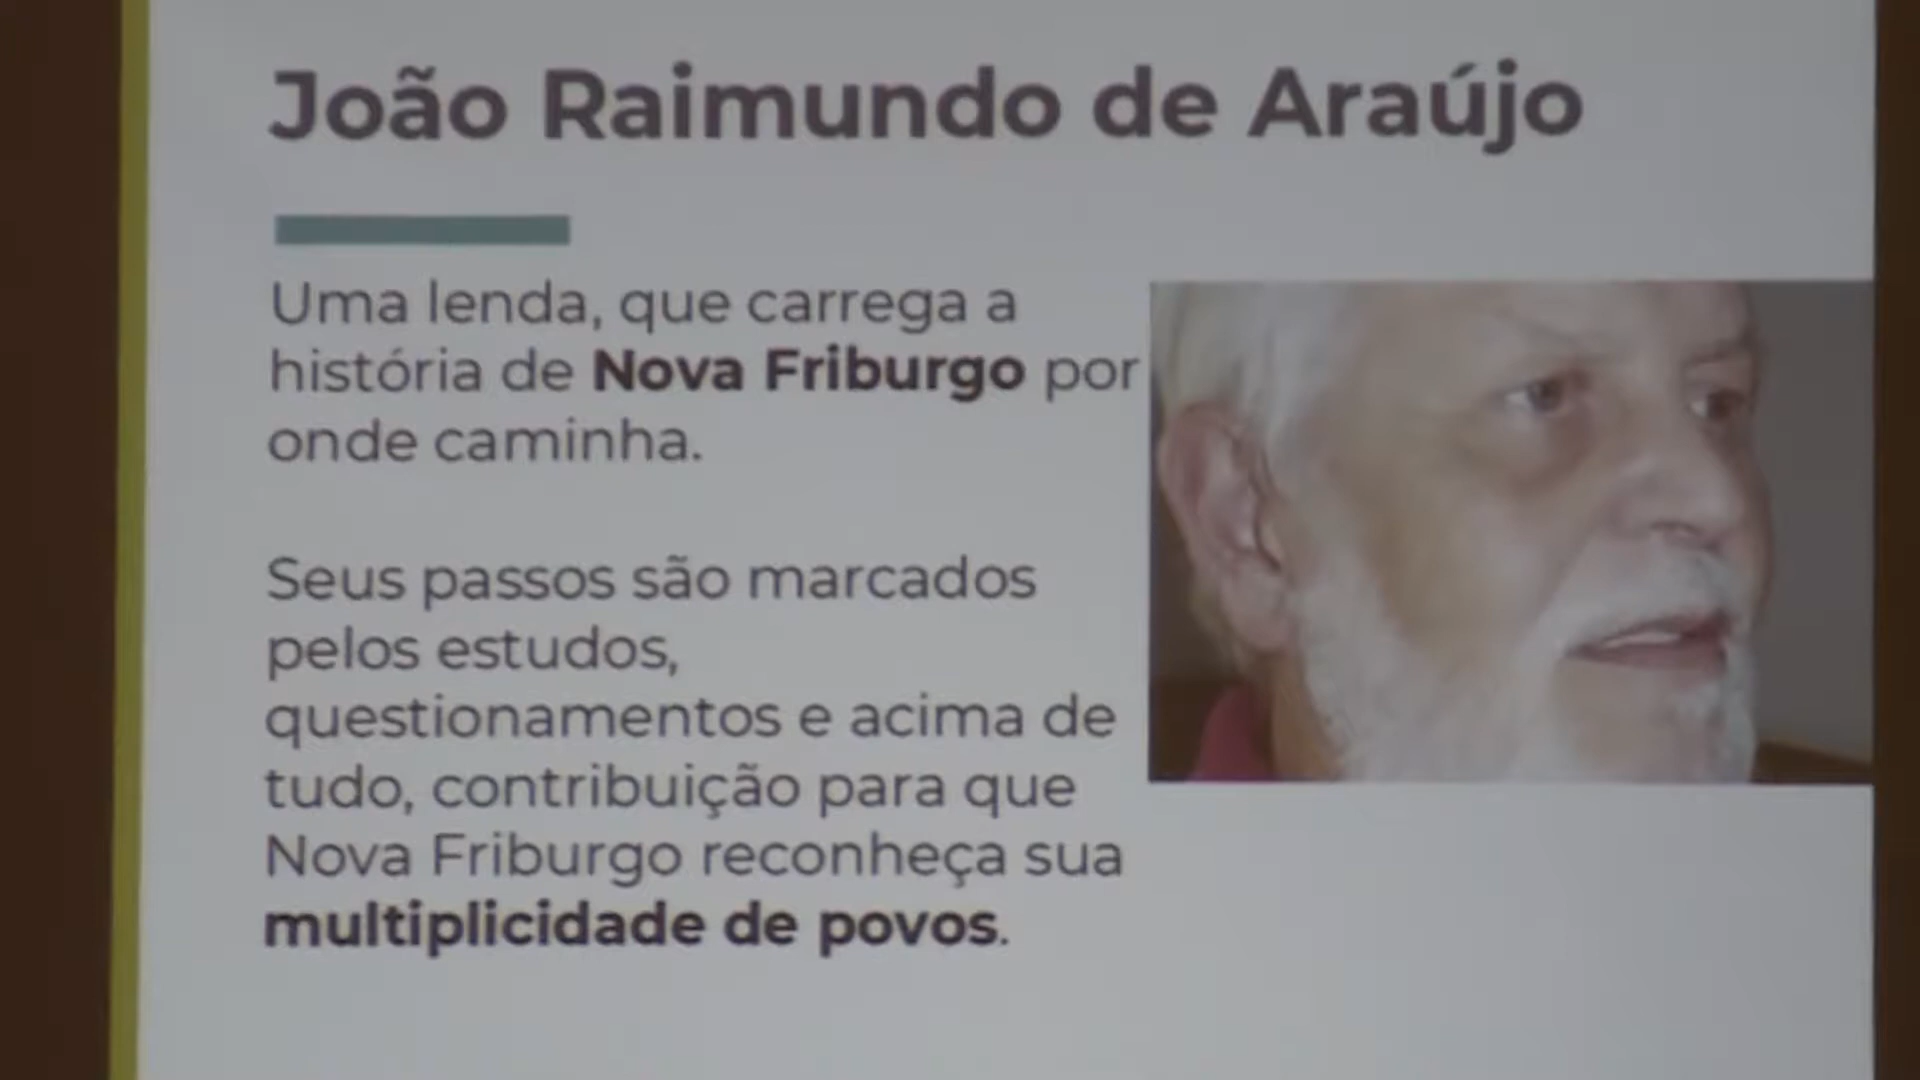 João Raimundo de Araújo
Uma lenda, que carrega a
história de Nova Friburgo por
onde caminha.
Seus passos são marcados
pelos estudos,
questionamentos e acima de
tudo, contribuição para que
Nova Friburgo reconheça sua
multiplicidade de povos.